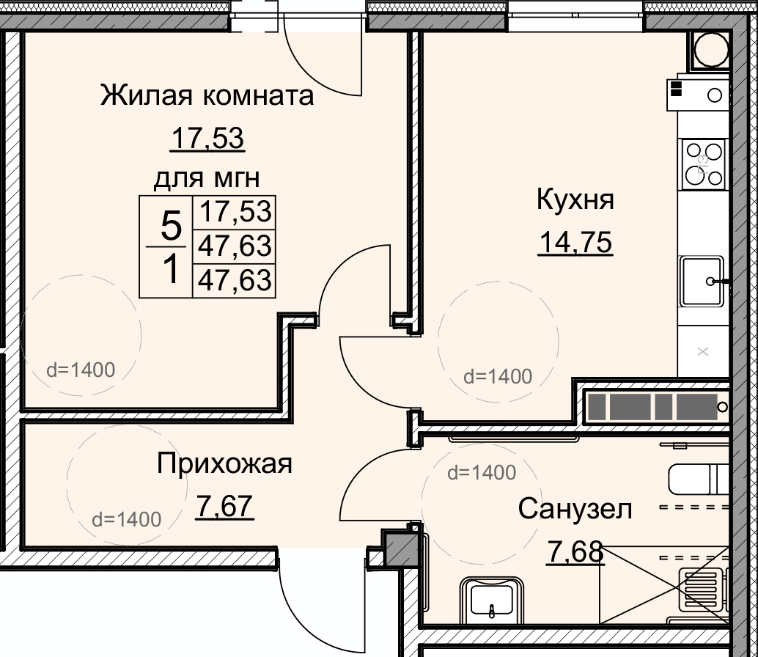 Жилая комната
17,53
для мгн
5
1
17,53
47,63
47,63
Кухня
14,75
d=1400
d=1400
X
Прихожая
7,67
d=1400
d=1400
Санузел
7,68